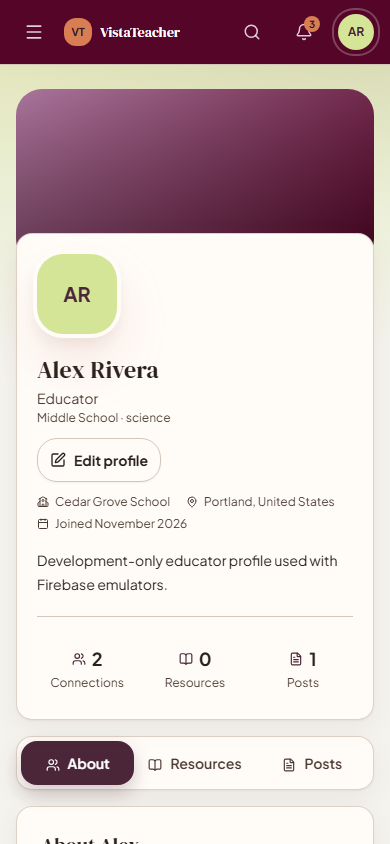 VT VistaTeacher 3 AR
AR
Alex Rivera
Educator
Middle School · science
Edit profile
Cedar Grove School Portland, United States
Joined November 2026
Development-only educator profile used with
Firebase emulators.
2 0 1
Connections Resources Posts
About Resources Posts
About Alex